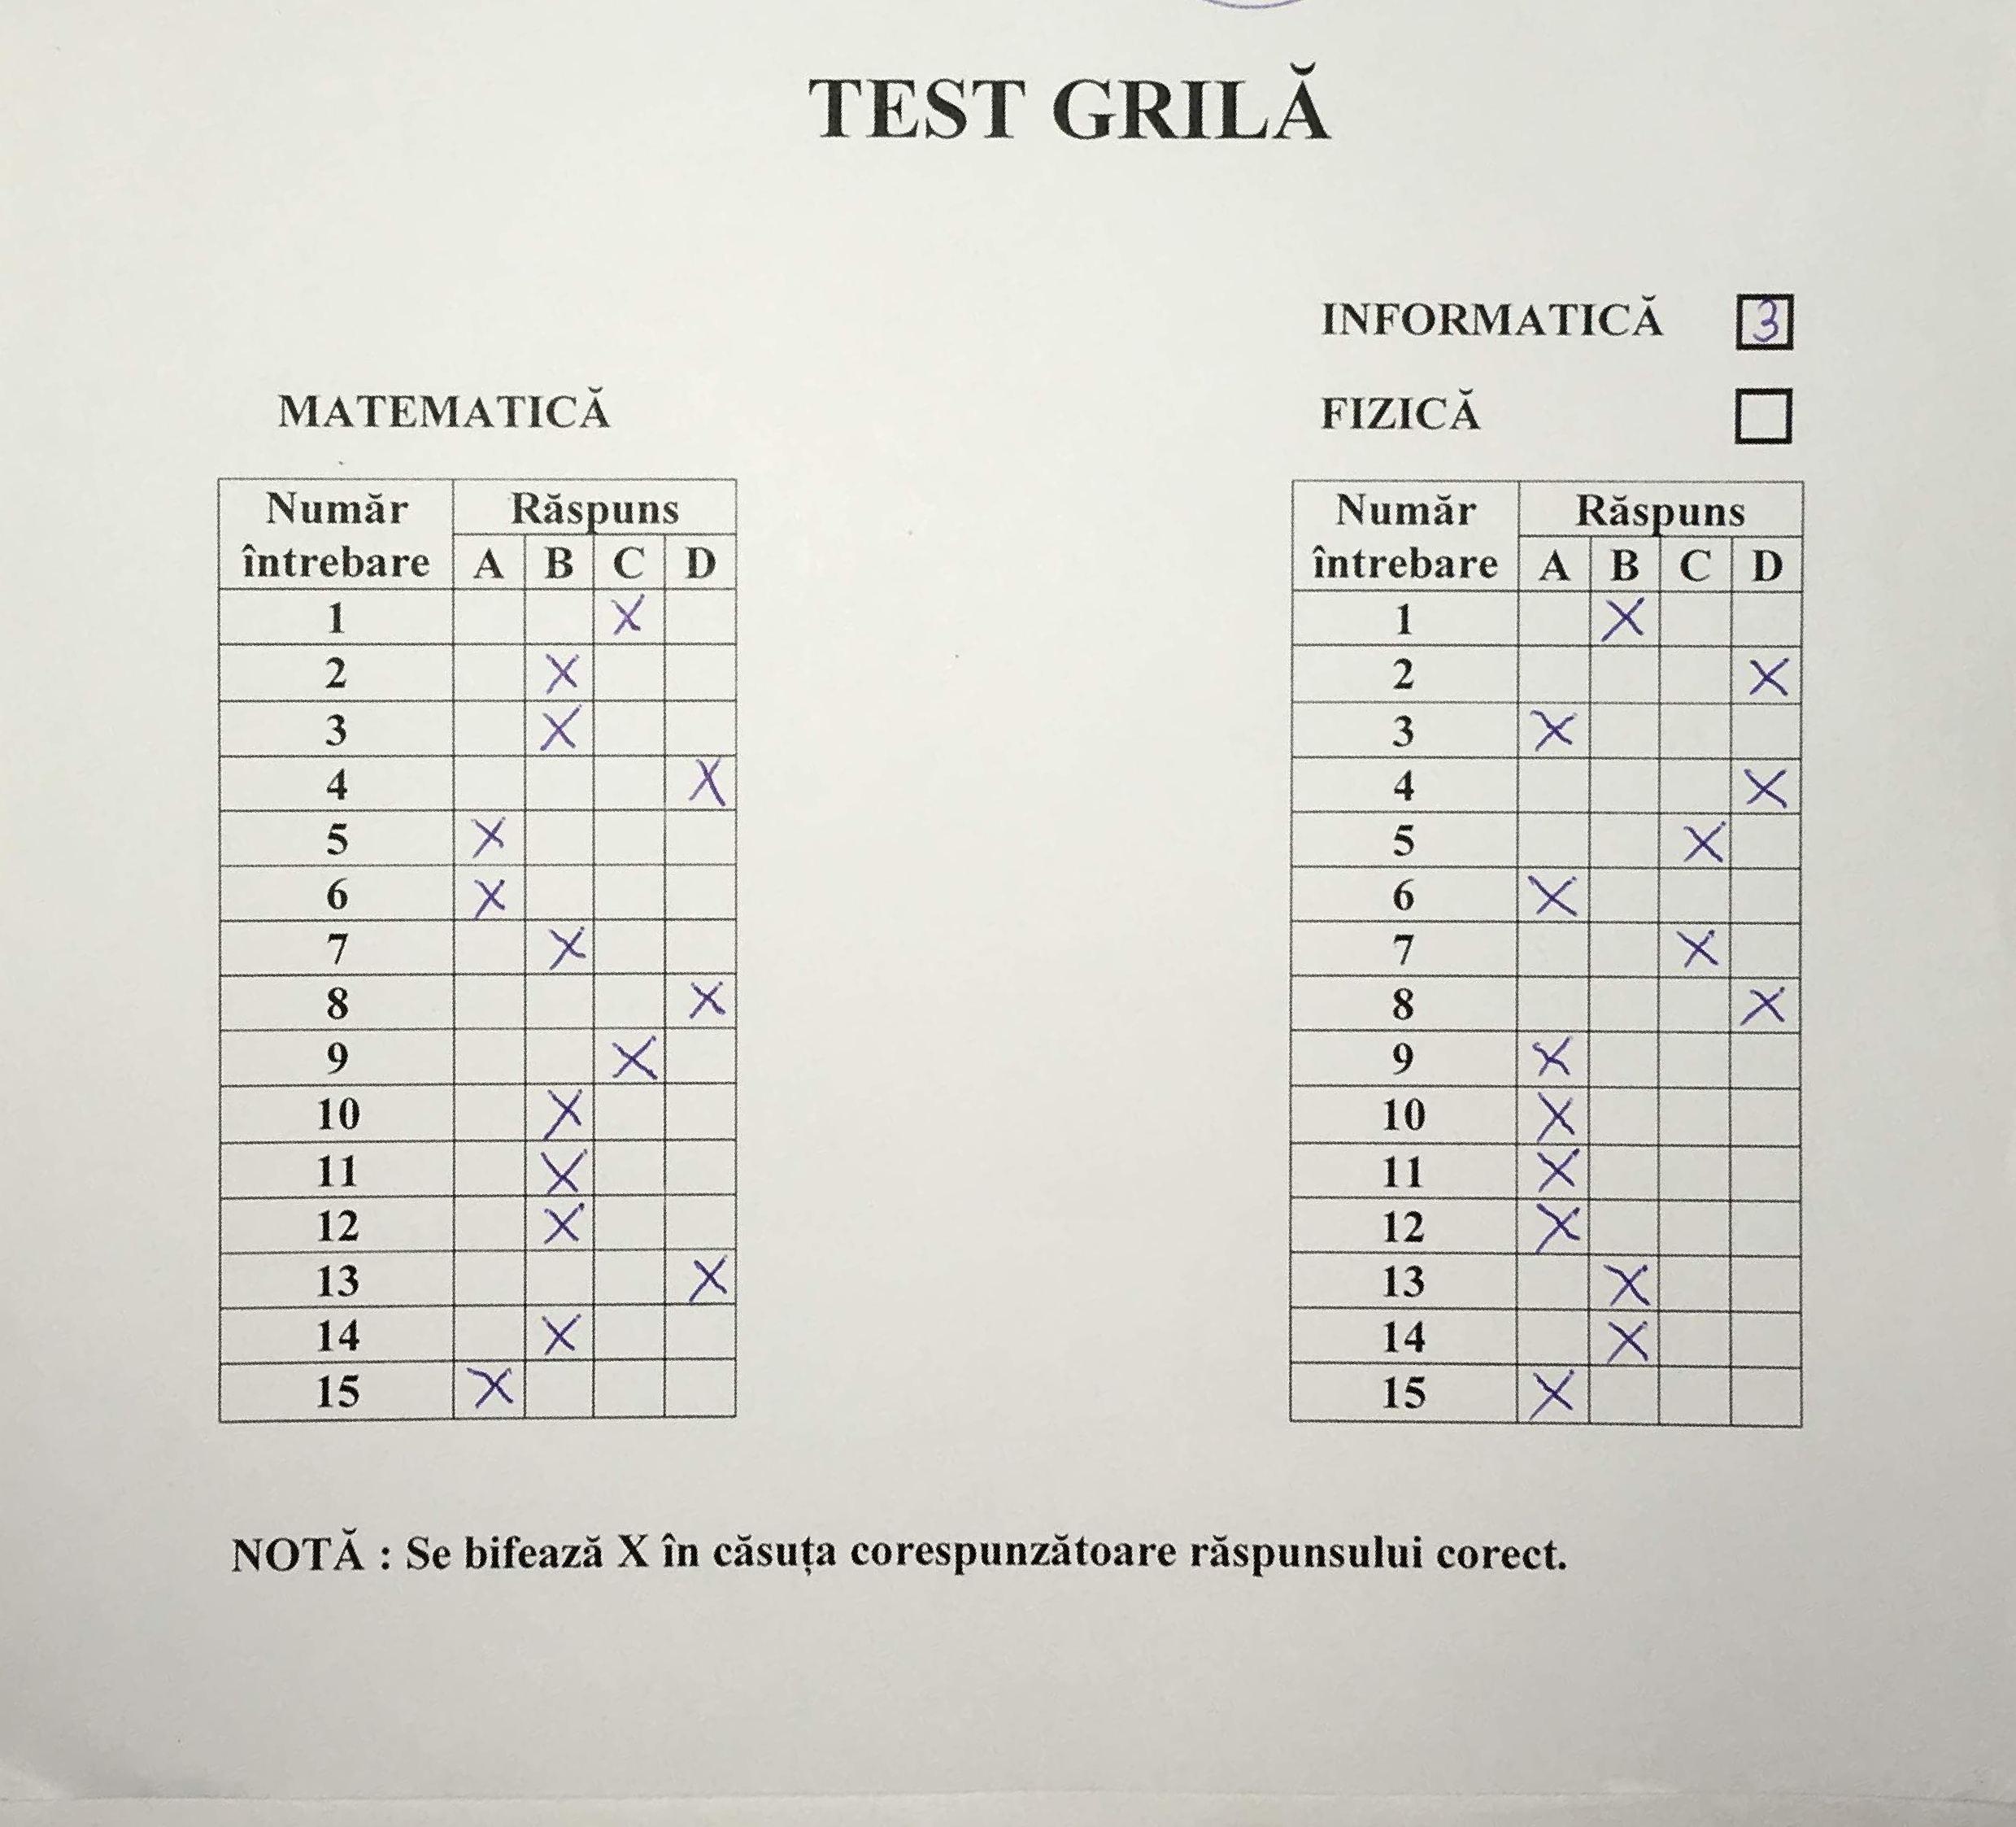 TEST GRILĂ
INFORMATICĂ 3
MATEMATICĂ
FIZICĂ
Număr întrebare Răspuns
A B C D
1 X
2 X
3 X
4 X
5 X
6 X
7 X
8 X
9 X
10 X
11 X
12 X
13 X
14 X
15 X
Număr întrebare Răspuns
A B C D
1 X
2 X
3 X
4 X
5 X
6 X
7 X
8 X
9 X
10 X
11 X
12 X
13 X
14 X
15 X
NOTĂ : Se bifează X în căsuța corespunzătoare răspunsului corect.